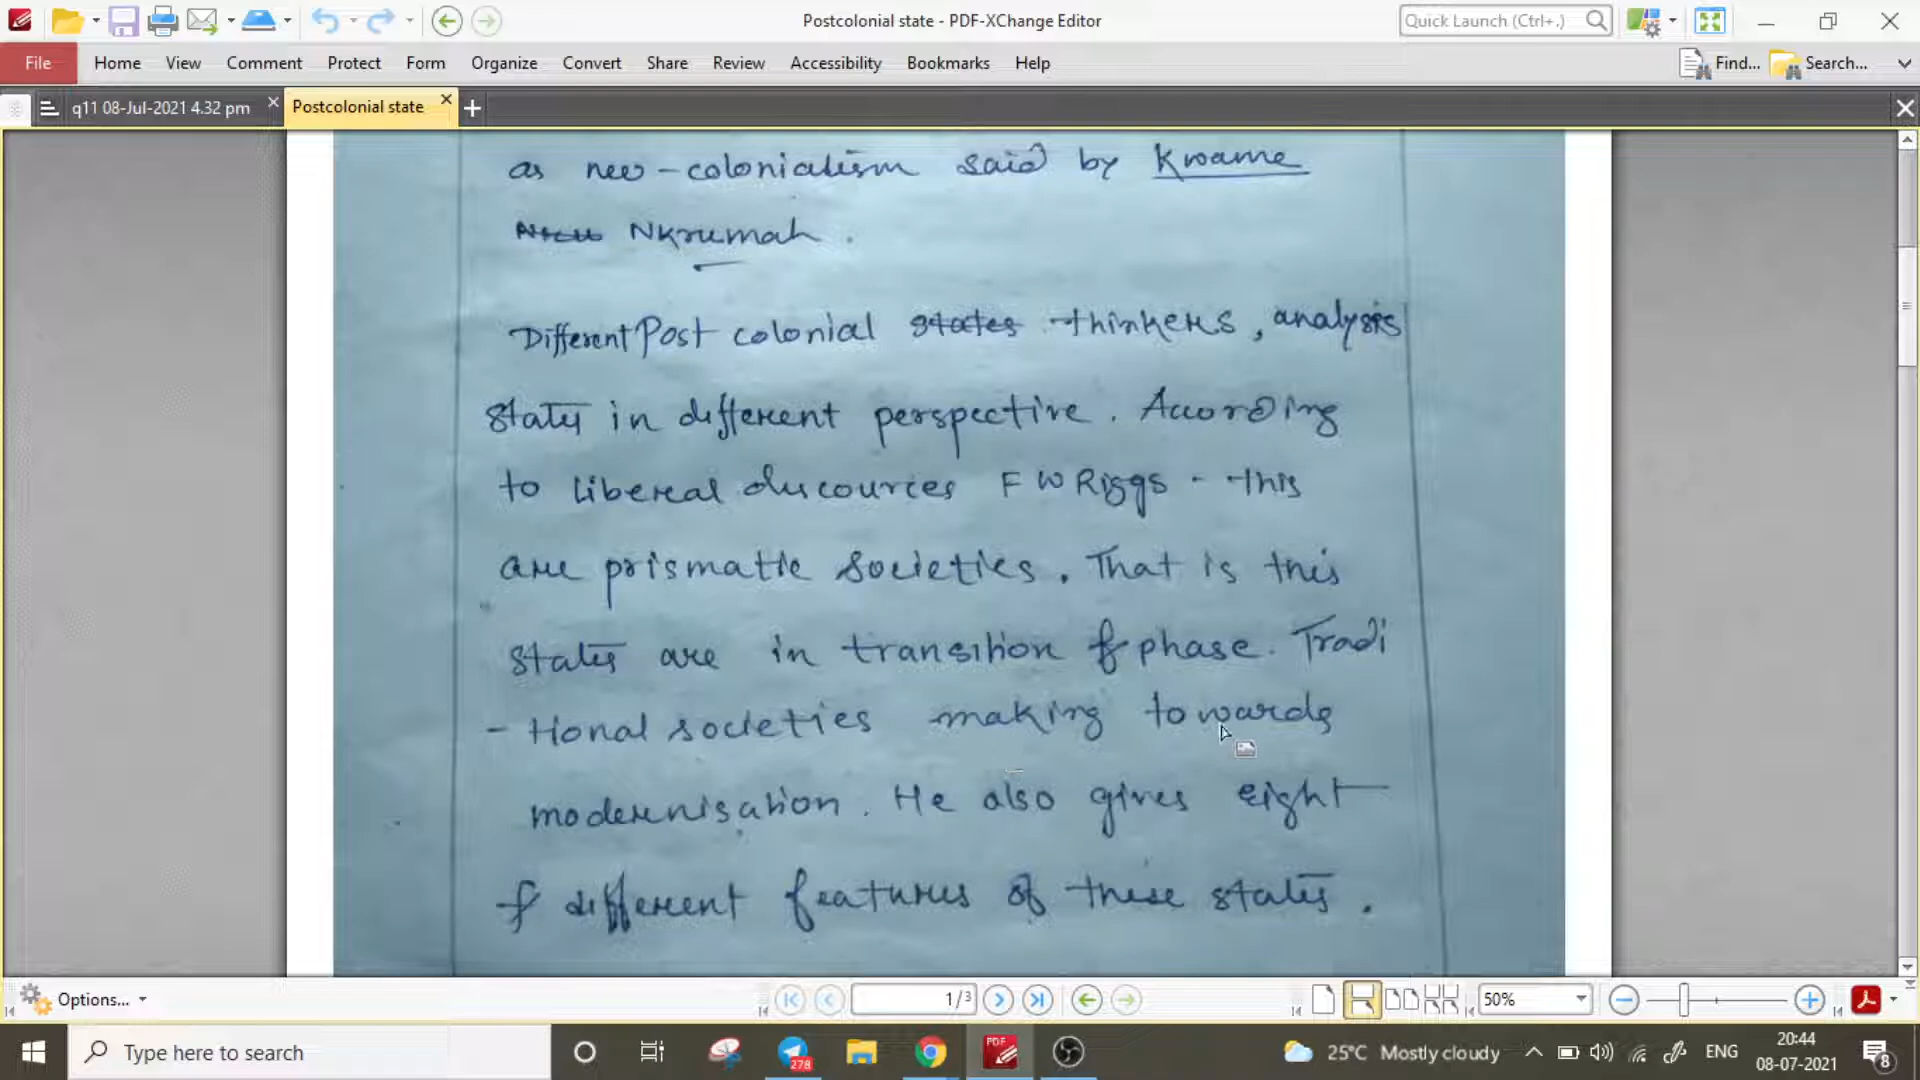 Postcolonial state - PDF-XChange Editor
Quick Launch (Ctrl+.)
File Home View Comment Protect Form Organize Convert Share Review Accessibility Bookmarks Help Find... Search...
q11 08-Jul-2021 4.32 pm Postcolonial state
as neo-colonialism said by Kwame
Nkrumah.
Different Post colonial states thinkers, analysis
states in different perspective. According
to liberal discources F W Riggs - this
are prismatic societies. That is this
states are in transition of phase. Tradi
- tional societies making towards
modernisation. He also gives eight
different features of these states.
Options... 1/3 50%
Type here to search 278 PDF 25°C Mostly cloudy ENG 20:44
08-07-2021 8